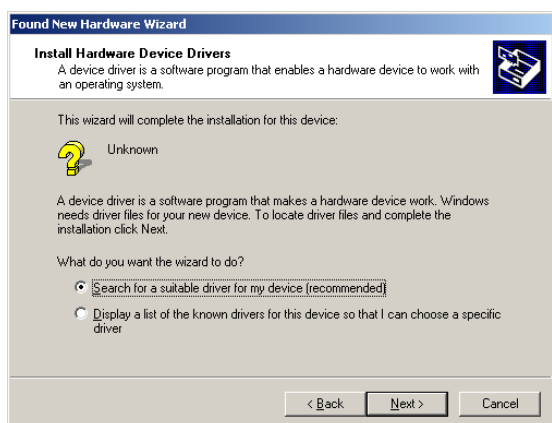 Found New Hardware Wizard
Install Hardware Device Drivers
A device driver is a software program that enables a hardware device to work with
an operating system.
This wizard will complete the installation for this device:
Unknown
A device driver is a software program that makes a hardware device work. Windows
needs driver files for your new device. To locate driver files and complete the
installation click Next.
What do you want the wizard to do?
Search for a suitable driver for my device (recommended)
Display a list of the known drivers for this device so that I can choose a specific
driver
< Back Next > Cancel